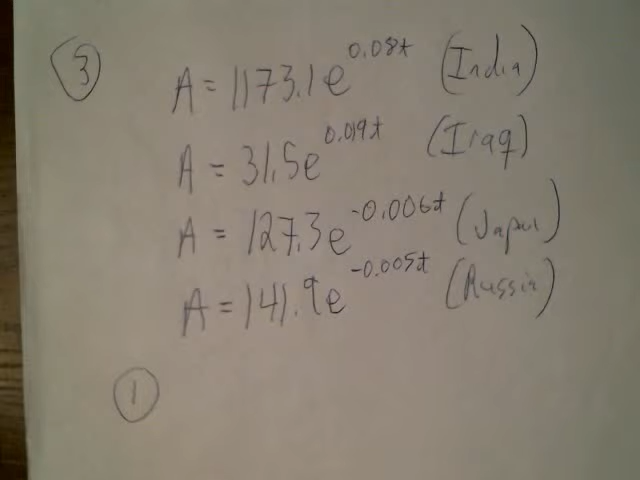 ③ A = 1173.1e^0.08t (India)
A = 31.5e^0.019t (Iraq)
A = 127.3e^-0.006t (Japan)
A = 141.9e^-0.005t (Russia)
①